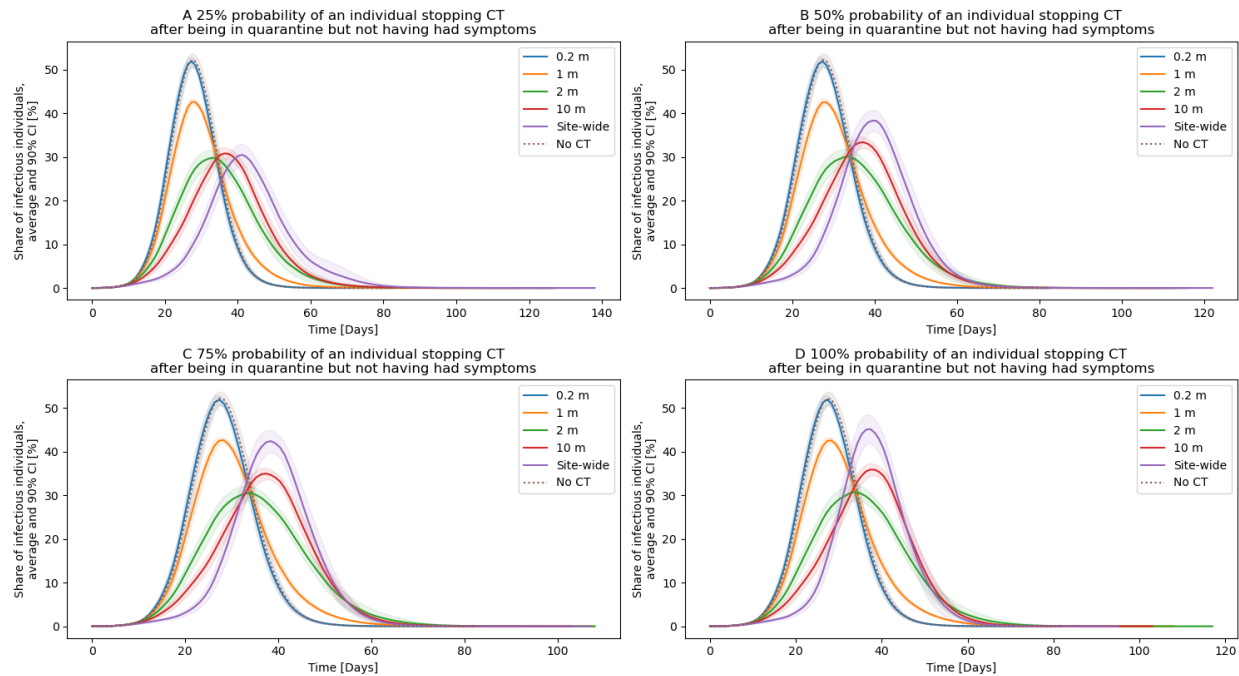 A 25% probability of an individual stopping CT
after being in quarantine but not having had symptoms
Share of infectious individuals,
average and 90% CI [%]
50
40
30
20
10
0
0.2 m
1 m
2 m
10 m
Site-wide
No CT
0 20 40 60 80 100 120 140
Time [Days]
B 50% probability of an individual stopping CT
after being in quarantine but not having had symptoms
Share of infectious individuals,
average and 90% CI [%]
50
40
30
20
10
0
0.2 m
1 m
2 m
10 m
Site-wide
No CT
0 20 40 60 80 100 120
Time [Days]
C 75% probability of an individual stopping CT
after being in quarantine but not having had symptoms
Share of infectious individuals,
average and 90% CI [%]
50
40
30
20
10
0
0.2 m
1 m
2 m
10 m
Site-wide
No CT
0 20 40 60 80 100
Time [Days]
D 100% probability of an individual stopping CT
after being in quarantine but not having had symptoms
Share of infectious individuals,
average and 90% CI [%]
50
40
30
20
10
0
0.2 m
1 m
2 m
10 m
Site-wide
No CT
0 20 40 60 80 100 120
Time [Days]